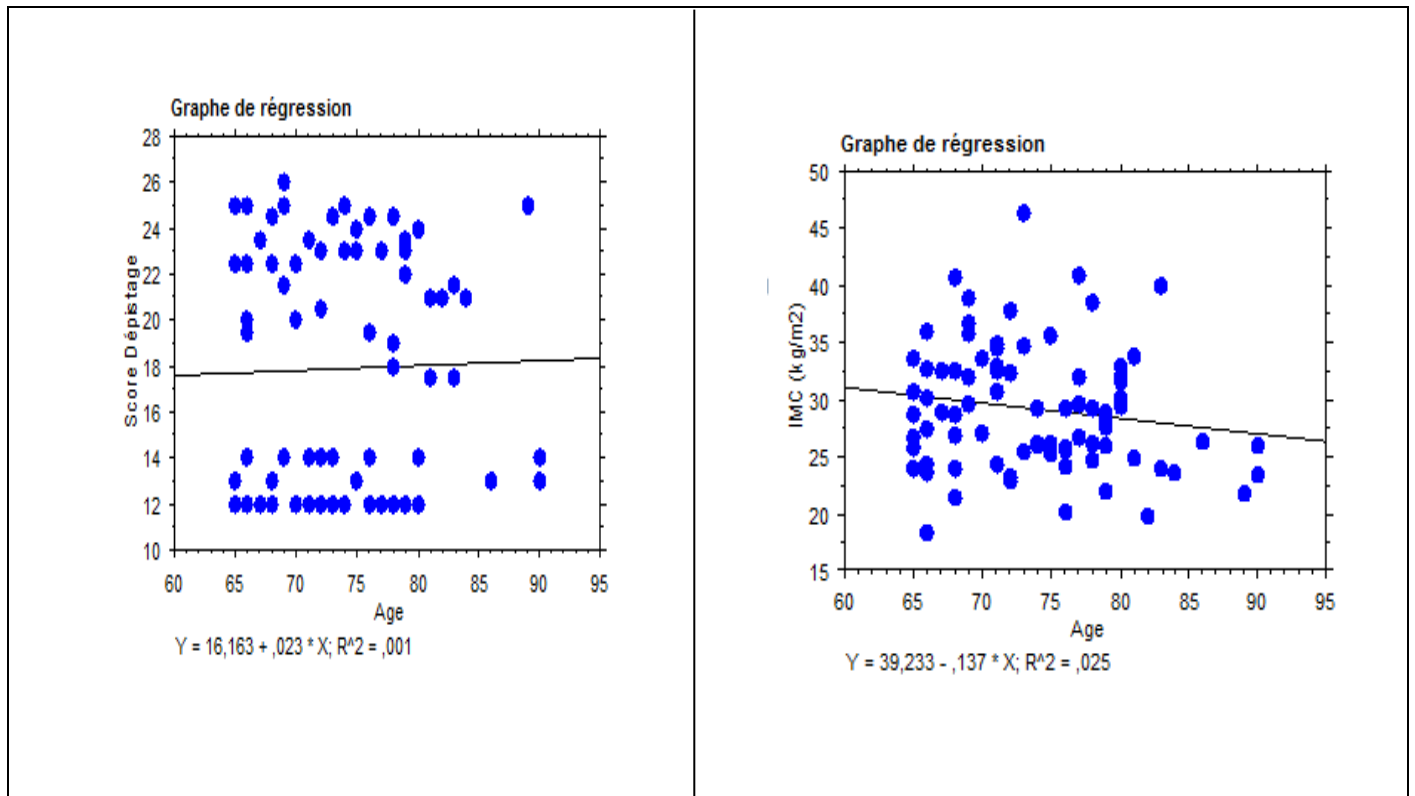 Graphe de régression
28
26
24
22
20
18
16
14
12
10
Score Dépistage
60 65 70 75 80 85 90 95
Age
Y = 16,163 + ,023 * X; R^2 = ,001
Graphe de régression
50
45
40
35
30
25
20
15
IMC (kg/m2)
60 65 70 75 80 85 90 95
Age
Y = 39,233 - ,137 * X; R^2 = ,025